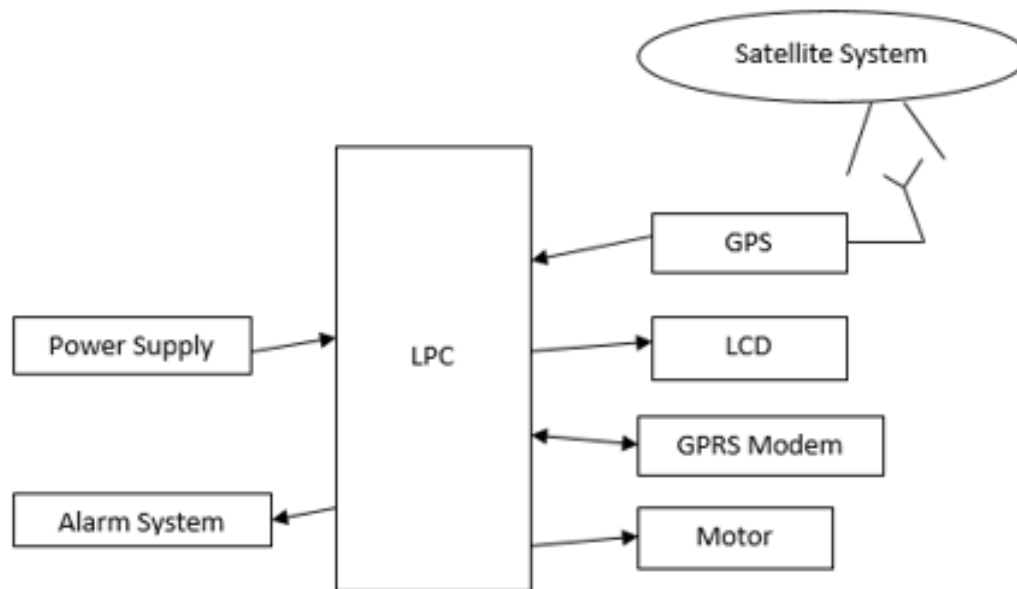 Satellite System
GPS
Power Supply
LPC
LCD
GPRS Modem
Alarm System
Motor